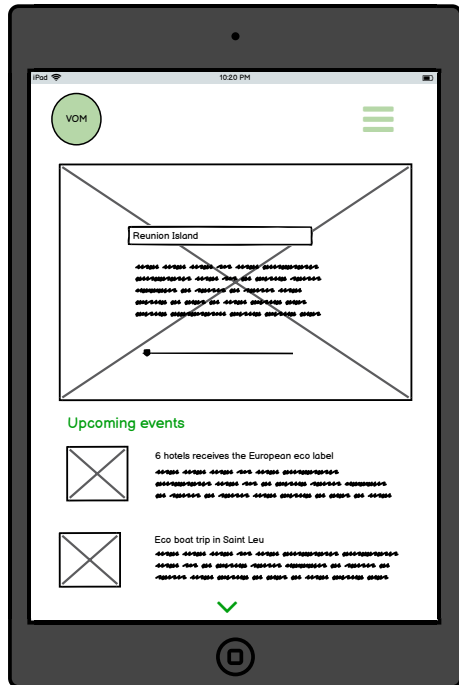 iPad 10:20 PM
VOM
Reunion Island
Upcoming events
6 hotels receives the European eco label
Eco boat trip in Saint Leu